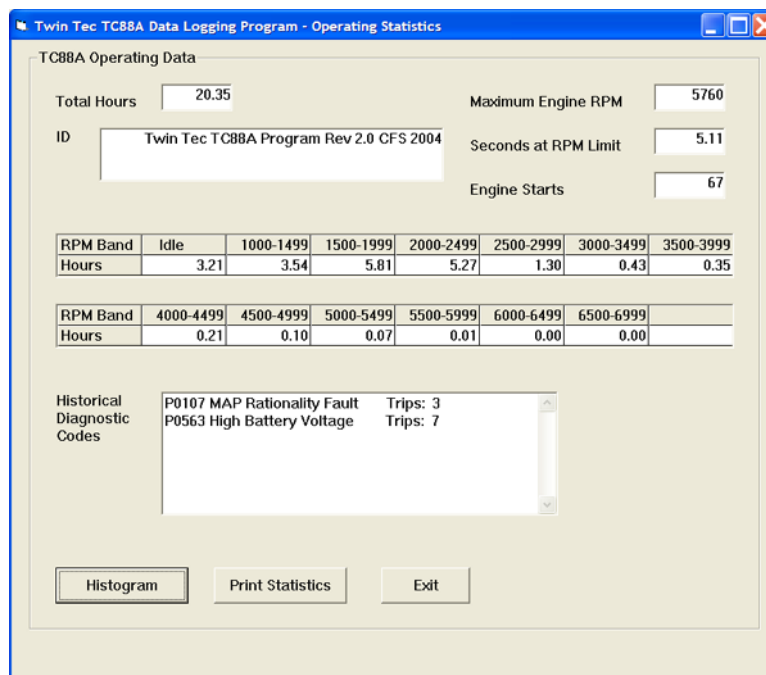 Twin Tec TC88A Data Logging Program - Operating Statistics
TC88A Operating Data
Total Hours 20.35
Maximum Engine RPM 5760
ID Twin Tec TC88A Program Rev 2.0 CFS 2004
Seconds at RPM Limit 5.11
Engine Starts 67
RPM Band Idle 1000-1499 1500-1999 2000-2499 2500-2999 3000-3499 3500-3999
Hours 3.21 3.54 5.81 5.27 1.30 0.43 0.35
RPM Band 4000-4499 4500-4999 5000-5499 5500-5999 6000-6499 6500-6999
Hours 0.21 0.10 0.07 0.01 0.00 0.00
Historical
Diagnostic
Codes
P0107 MAP Rationality Fault Trips: 3
P0563 High Battery Voltage Trips: 7
Histogram Print Statistics Exit